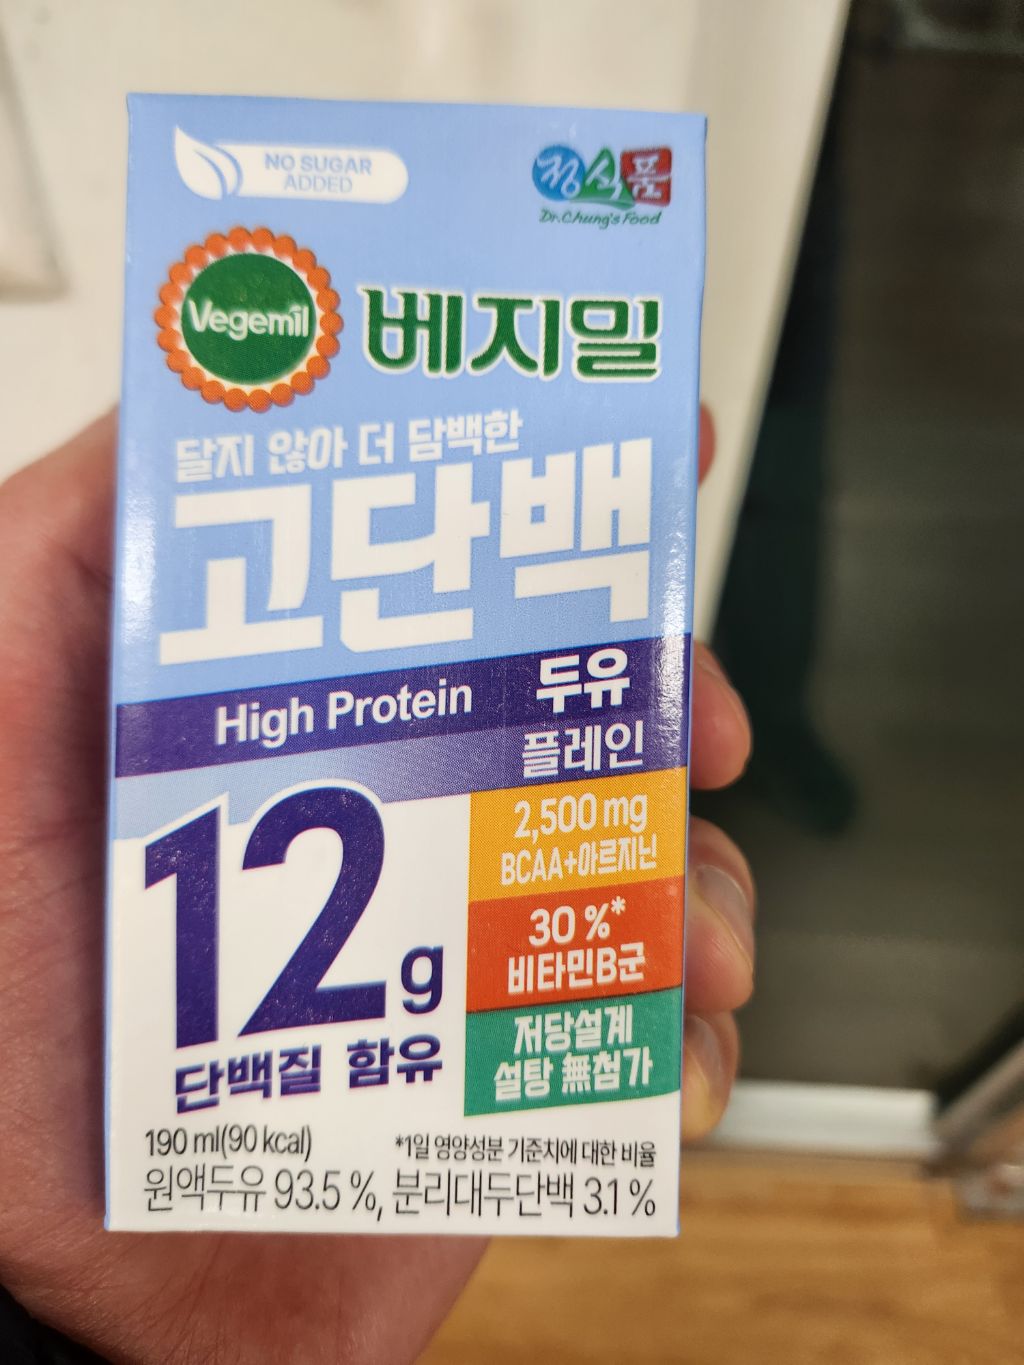 NO SUGAR
ADDED
정식품
Dr.Chung's Food
Vegemil
베지밀
달지 않아 더 담백한
고단백
High Protein
두유
플레인
12g
단백질 함유
2,500 mg
BCAA+아르지닌
30 %*
비타민B군
저당설계
설탕 無첨가
190 ml(90 kcal)
*1일 영양성분 기준치에 대한 비율
원액두유 93.5 %, 분리대두단백 3.1 %